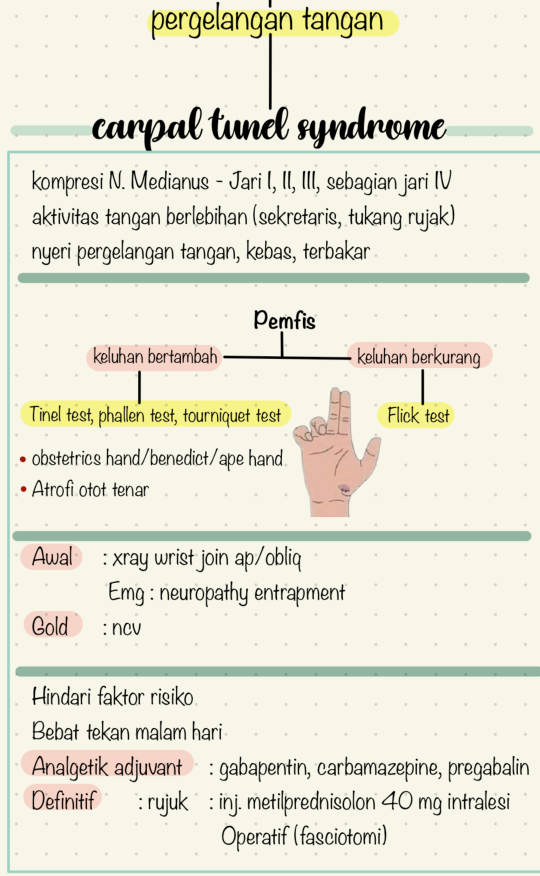 pergelangan tangan
carpal tunel syndrome
kompresi N. Medianus - Jari I, II, III, sebagian jari IV
aktivitas tangan berlebihan (sekretaris, tukang rujak)
nyeri pergelangan tangan, kebas, terbakar
Pemfis
keluhan bertambah
keluhan berkurang
Tinel test, phallen test, tourniquet test
Flick test
• obstetrics hand/benedict/ape hand
• Atrofi otot tenar
Awal : xray wrist join ap/obliq
Emg : neuropathy entrapment
Gold : ncv
Hindari faktor risiko
Bebat tekan malam hari
Analgetik adjuvant : gabapentin, carbamazepine, pregabalin
Definitif : rujuk : inj. metilprednisolon 40 mg intralesi
Operatif (fasciotomi)